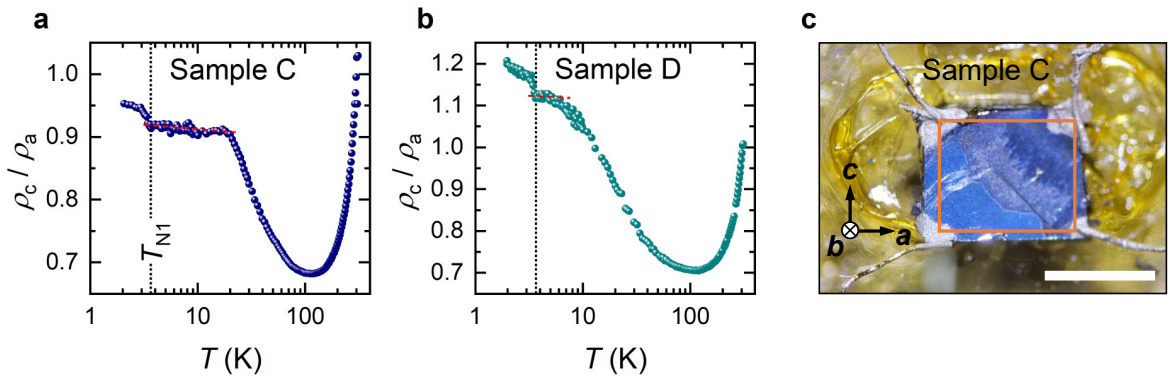 a
b
c
Sample C
Sample D
Sample C
1.0
0.9
0.8
0.7
ρc / ρa
TN1
1
10
100
T (K)
1.2
1.1
1.0
0.9
0.8
0.7
ρc / ρa
1
10
100
T (K)
c
b
a